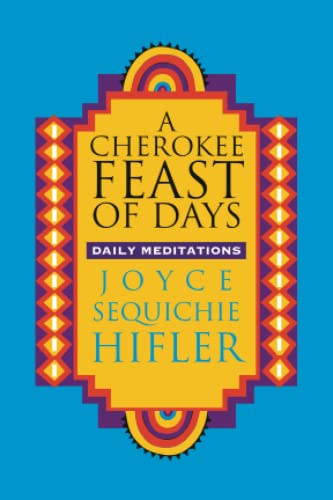 A
CHEROKEE
FEAST
OF DAYS
DAILY MEDITATIONS
JOYCE
SEQUICHIE
HIFLER